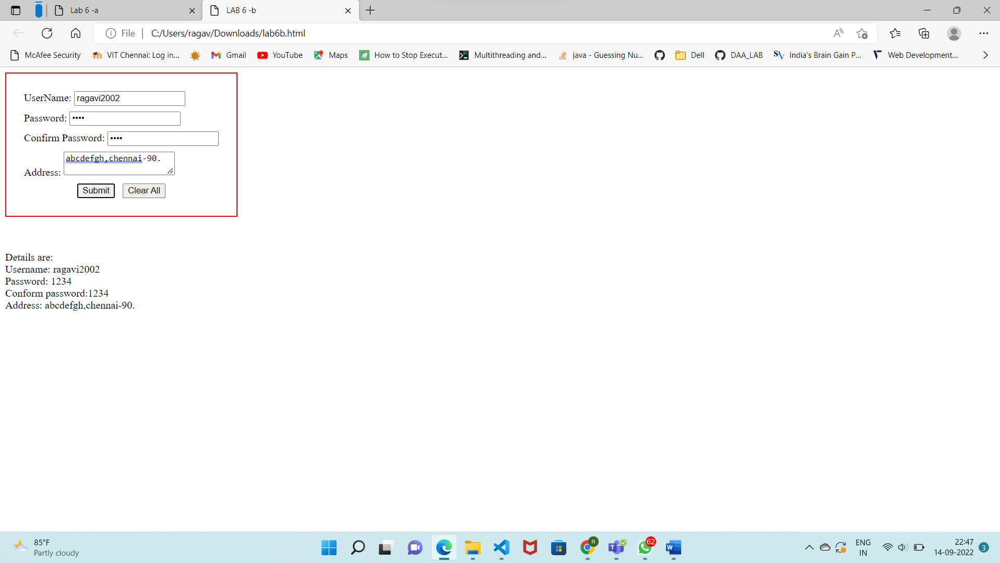 Lab 6 -a
LAB 6 -b
File
C:/Users/ragav/Downloads/lab6b.html
McAfee Security
VIT Chennai: Log in...
Gmail
YouTube
Maps
How to Stop Execut...
Multithreading and...
java - Guessing Nu...
Dell
DAA_LAB
India's Brain Gain P...
Web Development...
UserName: ragavi2002
Password: ••••
Confirm Password: ••••
Address: abcdefgh,chennai-90.
Submit Clear All
Details are:
Username: ragavi2002
Password: 1234
Conform password:1234
Address: abcdefgh,chennai-90.
85°F
Partly cloudy
R
62
ENG
IN
22:47
14-09-2022
3